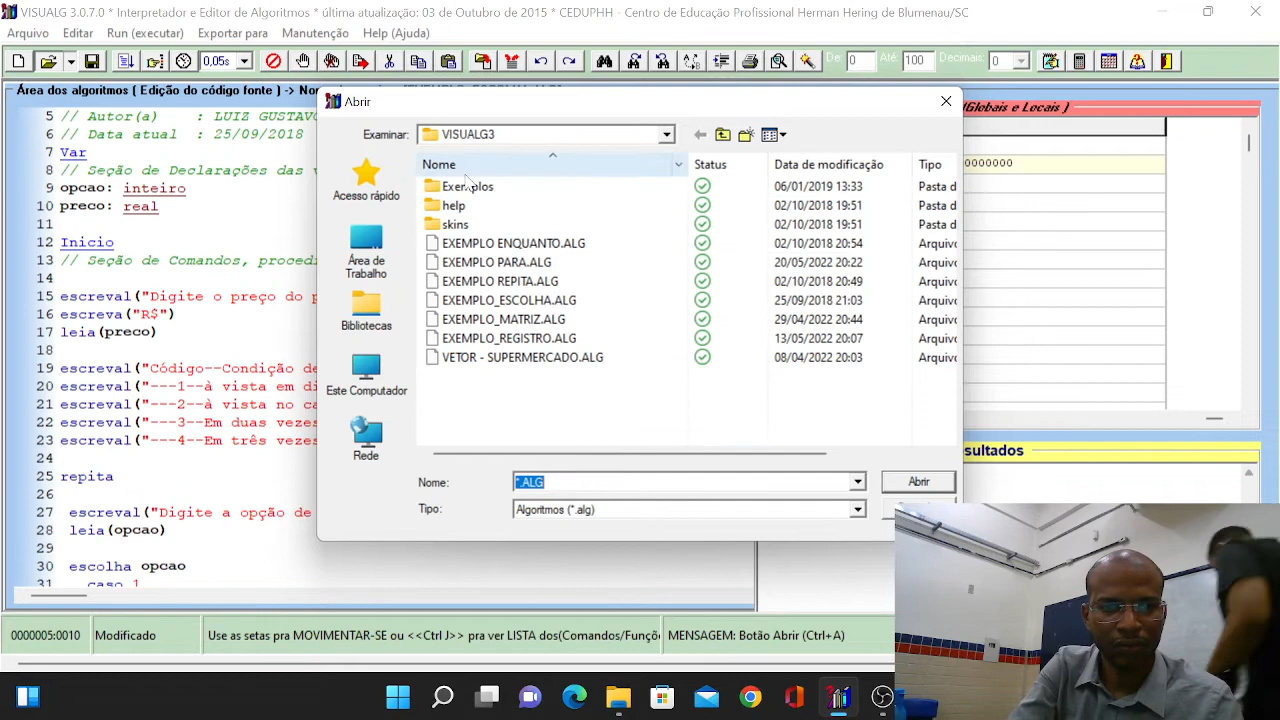 VISUALG 3.0.7.0 * Interpretador e Editor de Algoritmos * última atualização: 03 de Outubro de 2015 * CEDUPHH - Centro de Educação Profissional Herman Hering de Blumenau/SC
Arquivo Editar Run (executar) Exportar para Manutenção Help (Ajuda)
0,05s De: 0 Até: 100 Decimais: 0
Área dos algoritmos ( Edição do código fonte ) -> No
(Globais e Locais )
5 // Autor(a) : LUIZ GUSTAV
6 // Data atual : 25/09/2018
7 Var
8 // Seção de Declarações das v
9 opcao: inteiro
10 preco: real
11
12 Inicio
13 // Seção de Comandos, procedi
14
15 escreval("Digite o preço do p
16 escreva("R$")
17 leia(preco)
18
19 escreval("Código--Condição de
20 escreval("---1--à vista em di
21 escreval("---2--à vista no ca
22 escreval("---3--Em duas vezes
23 escreval("---4--Em três vezes
24
25 repita
26
27 escreval("Digite a opção de
28 leia(opcao)
29
30 escolha opcao
31 caso 1
Abrir
Examinar: VISUALG3
Nome Status Data de modificação Tipo
Exemplos 06/01/2019 13:33 Pasta d
help 02/10/2018 19:51 Pasta d
skins 02/10/2018 19:51 Pasta d
EXEMPLO ENQUANTO.ALG 02/10/2018 20:54 Arquivo
EXEMPLO PARA.ALG 20/05/2022 20:22 Arquivo
EXEMPLO REPITA.ALG 02/10/2018 20:49 Arquivo
EXEMPLO_ESCOLHA.ALG 25/09/2018 21:03 Arquivo
EXEMPLO_MATRIZ.ALG 29/04/2022 20:44 Arquivo
EXEMPLO_REGISTRO.ALG 13/05/2022 20:07 Arquivo
VETOR - SUPERMERCADO.ALG 08/04/2022 20:03 Arquivo
Acesso rápido
Área de
Trabalho
Bibliotecas
Este Computador
Rede
Nome: *.ALG Abrir
Tipo: Algoritmos (*.alg)
0000000
sultados
0000005:0010 Modificado Use as setas pra MOVIMENTAR-SE ou <<Ctrl J>> pra ver LISTA dos(Comandos/Funçõe MENSAGEM: Botão Abrir (Ctrl+A)